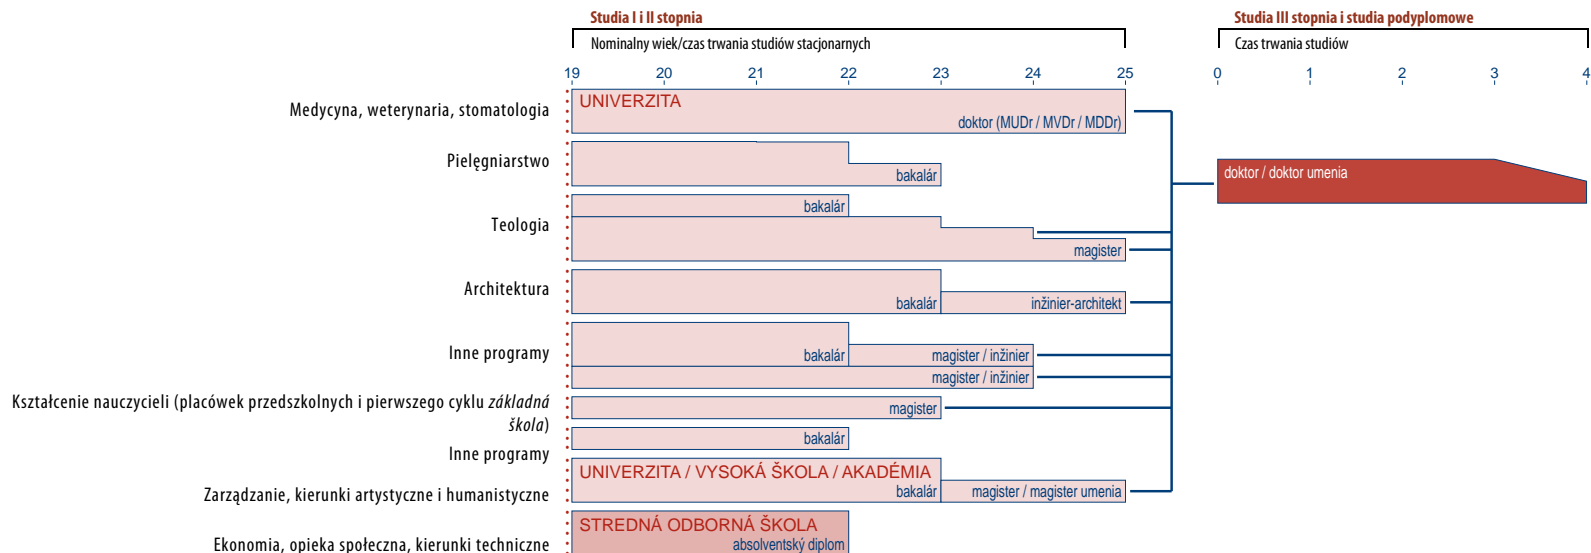 Studia I i II stopnia
Studia III stopnia i studia podyplomowe
Nominalny wiek/czas trwania studiów stacjonarnych
Czas trwania studiów
19 20 21 22 23 24 25
0 1 2 3 4
Medycyna, weterynaria, stomatologia
UNIVERZITA
doktor (MUDr / MVDr / MDDr)
Pielęgniarstwo
bakalár
doktor / doktor umenia
bakalár
Teologia
magister
Architektura
bakalár
inžinier-architekt
Inne programy
bakalár
magister / inžinier
magister / inžinier
Kształcenie nauczycieli (placówek przedszkolnych i pierwszego cyklu základná
škola)
magister
bakalár
Inne programy
UNIVERZITA / VYSOKÁ ŠKOLA / AKADÉMIA
bakalár
magister / magister umenia
Zarządzanie, kierunki artystyczne i humanistyczne
STREDNÁ ODBORNÁ ŠKOLA
absolventský diplom
Ekonomia, opieka społeczna, kierunki techniczne